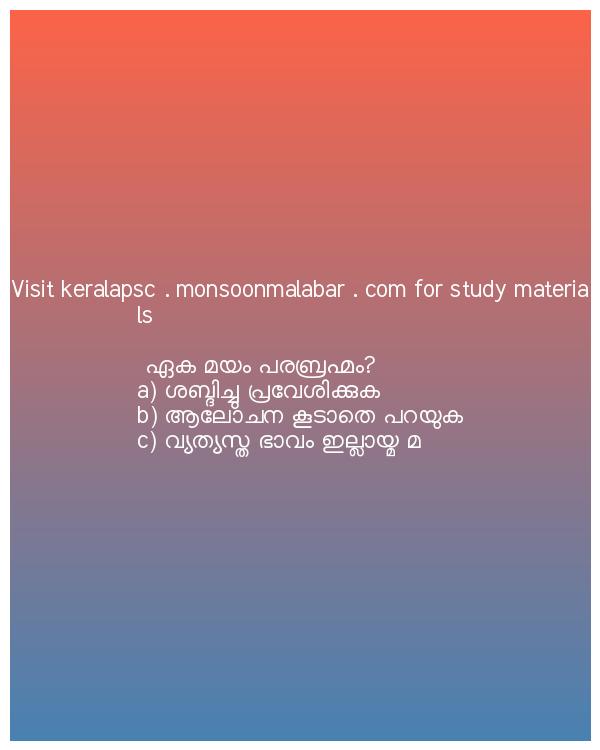 Visit keralapsc . monsoonmalabar . com for study materia
ls
ഏക മയം പരബ്രഹ്മം?
a) ശബ്ദിച്ചു പ്രവേശിക്കുക
b) ആലോചന കൂടാതെ പറയുക
c) വ്യത്യസ്ത ഭാവം ഇല്ലായ്മ മ